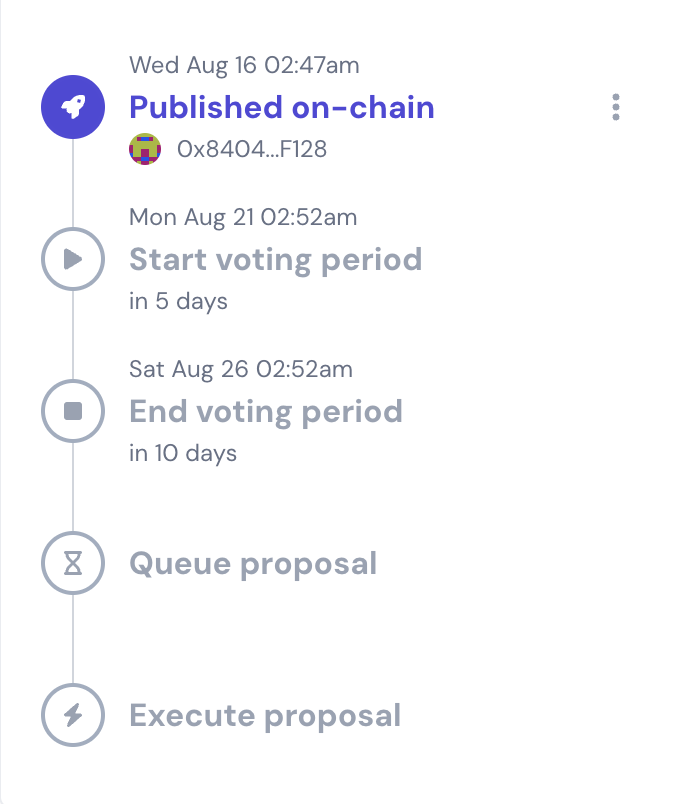 Wed Aug 16 02:47am
Published on-chain
0x8404...F128
Mon Aug 21 02:52am
Start voting period
in 5 days
Sat Aug 26 02:52am
End voting period
in 10 days
Queue proposal
Execute proposal